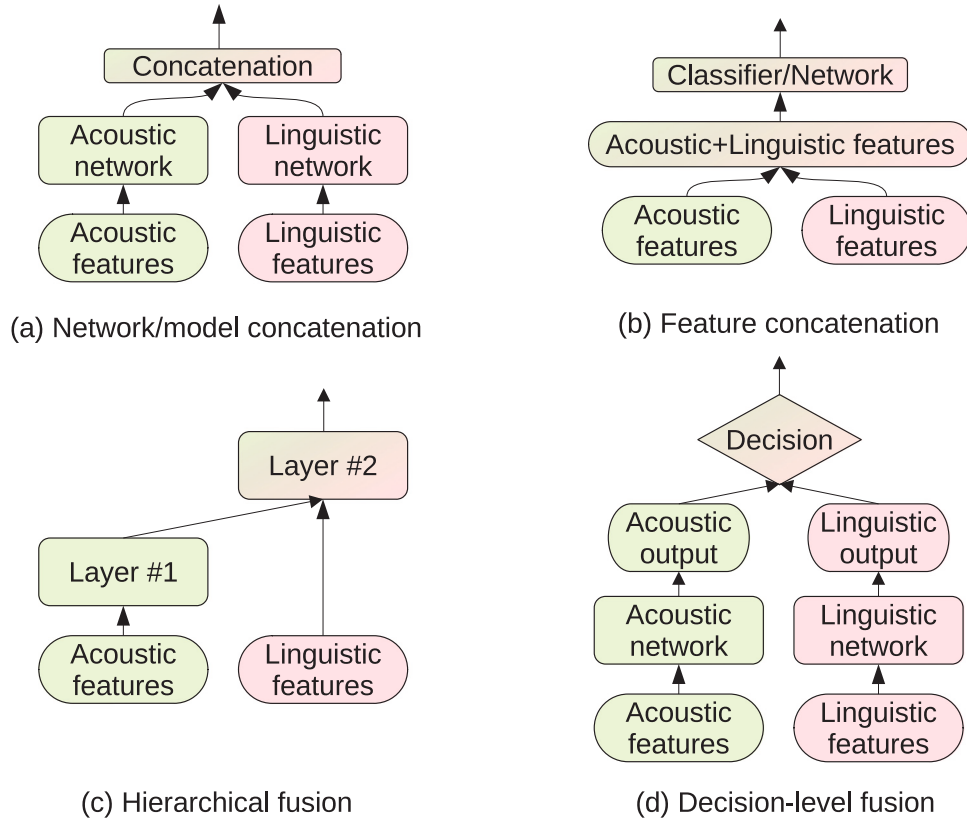 Concatenation
Acoustic
network
Linguistic
network
Acoustic
features
Linguistic
features
(a) Network/model concatenation
Classifier/Network
Acoustic+Linguistic features
Acoustic
features
Linguistic
features
(b) Feature concatenation
Layer #2
Layer #1
Acoustic
features
Linguistic
features
(c) Hierarchical fusion
Decision
Acoustic
output
Linguistic
output
Acoustic
network
Linguistic
network
Acoustic
features
Linguistic
features
(d) Decision-level fusion